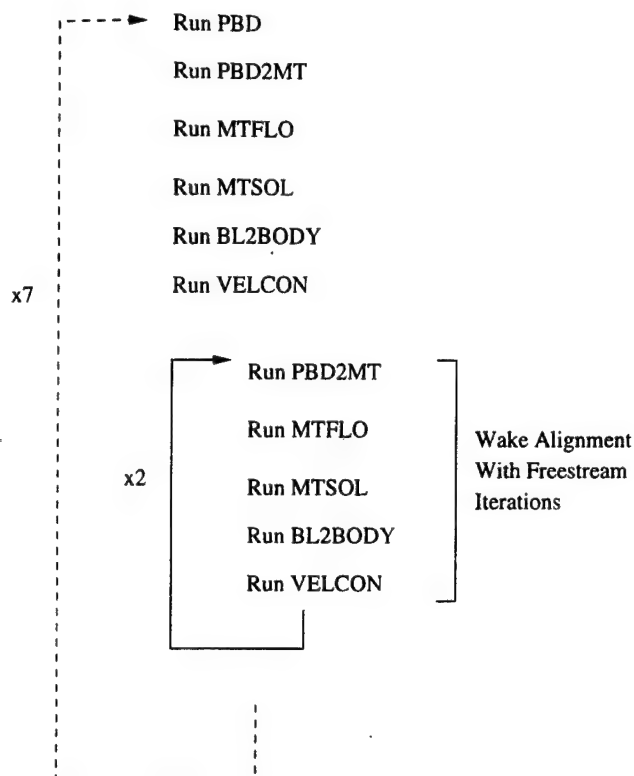 Run PBD
Run PBD2MT
Run MTFLO
Run MTSOL
Run BL2BODY
Run VELCON
x7
Run PBD2MT
Run MTFLO
Run MTSOL
Run BL2BODY
Run VELCON
x2
Wake Alignment
With Freestream
Iterations